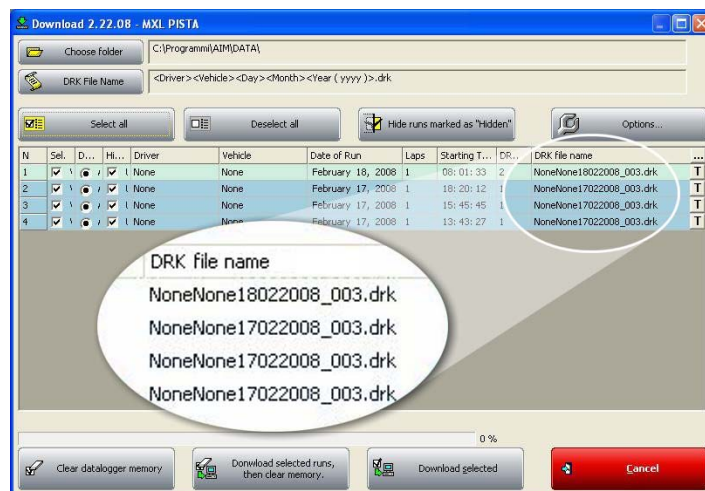 Download 2.22.08 - MXL PISTA
Choose folder
C:\Programmi\AIM\DATA\
DRK File Name
<Driver><Vehicle><Day><Month><Year ( yyyy )>.drk
Select all
Deselect all
Hide runs marked as "Hidden"
Options...
N Sel. D... Hi... Driver Vehicle Date of Run Laps Starting T... DR... DRK file name ...
1 None None February 18, 2008 1 08: 01: 33 2 NoneNone18022008_003.drk T
2 None None February 17, 2008 1 18: 20: 12 1 NoneNone17022008_003.drk T
3 None None February 17, 2008 1 15: 45: 45 1 NoneNone17022008_003.drk T
4 None None February 17, 2008 1 13: 43: 27 1 NoneNone17022008_003.drk T
DRK file name
NoneNone18022008_003.drk
NoneNone17022008_003.drk
NoneNone17022008_003.drk
NoneNone17022008_003.drk
0 %
Clear datalogger memory
Donwload selected runs,
then clear memory.
Download selected
Cancel